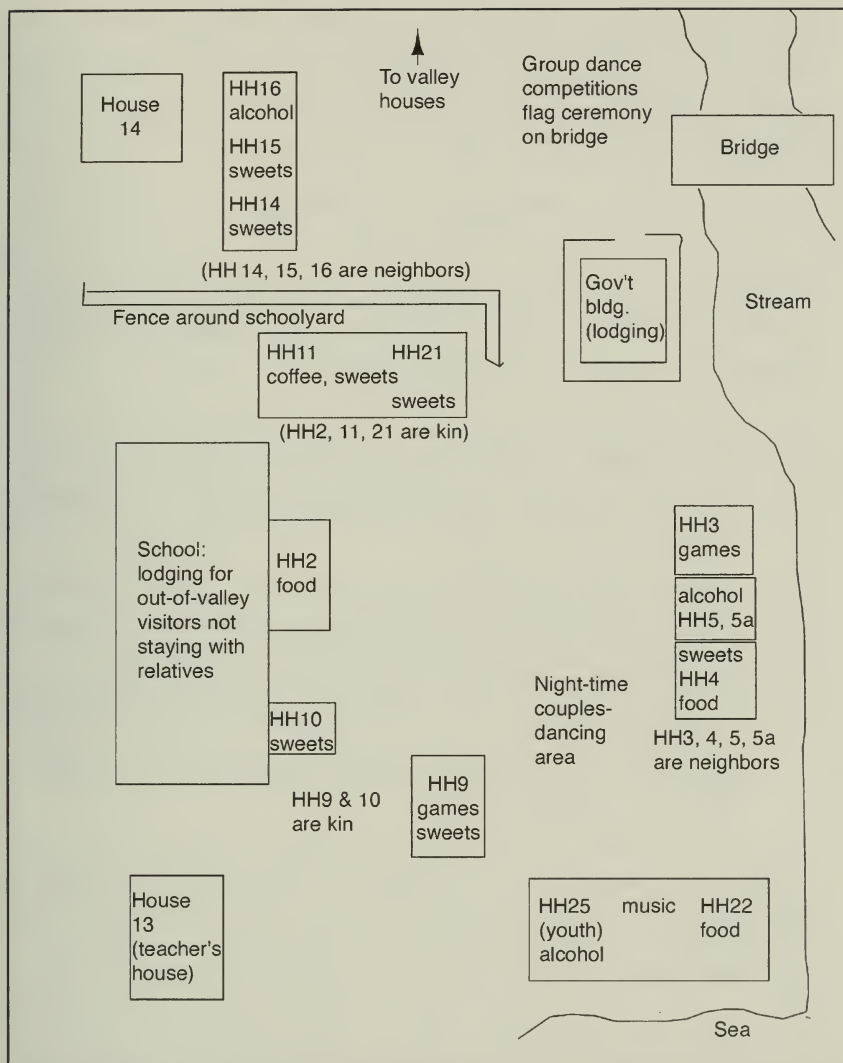 To valley
houses
Group dance
competitions
flag ceremony
on bridge
Bridge
House
14
HH16
alcohol
HH15
sweets
HH14
sweets
(HH 14, 15, 16 are neighbors)
Fence around schoolyard
Gov't
bldg.
(lodging)
Stream
HH11 HH21
coffee, sweets
sweets
(HH2, 11, 21 are kin)
School:
lodging for
out-of-valley
visitors not
staying with
relatives
HH2
food
HH10
sweets
HH3
games
alcohol
HH5, 5a
sweets
HH4
food
HH3, 4, 5, 5a
are neighbors
Night-time
couples-
dancing
area
HH9 & 10
are kin
HH9
games
sweets
House
13
(teacher's
house)
HH25 music HH22
(youth) food
alcohol
Sea